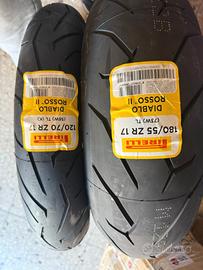 DIABLO
ROSSO II
120/70 ZR 17
(58W) TL (K)
DIABLO
ROSSO II
180/55 ZR 17
(73W) TL
PIRELLI